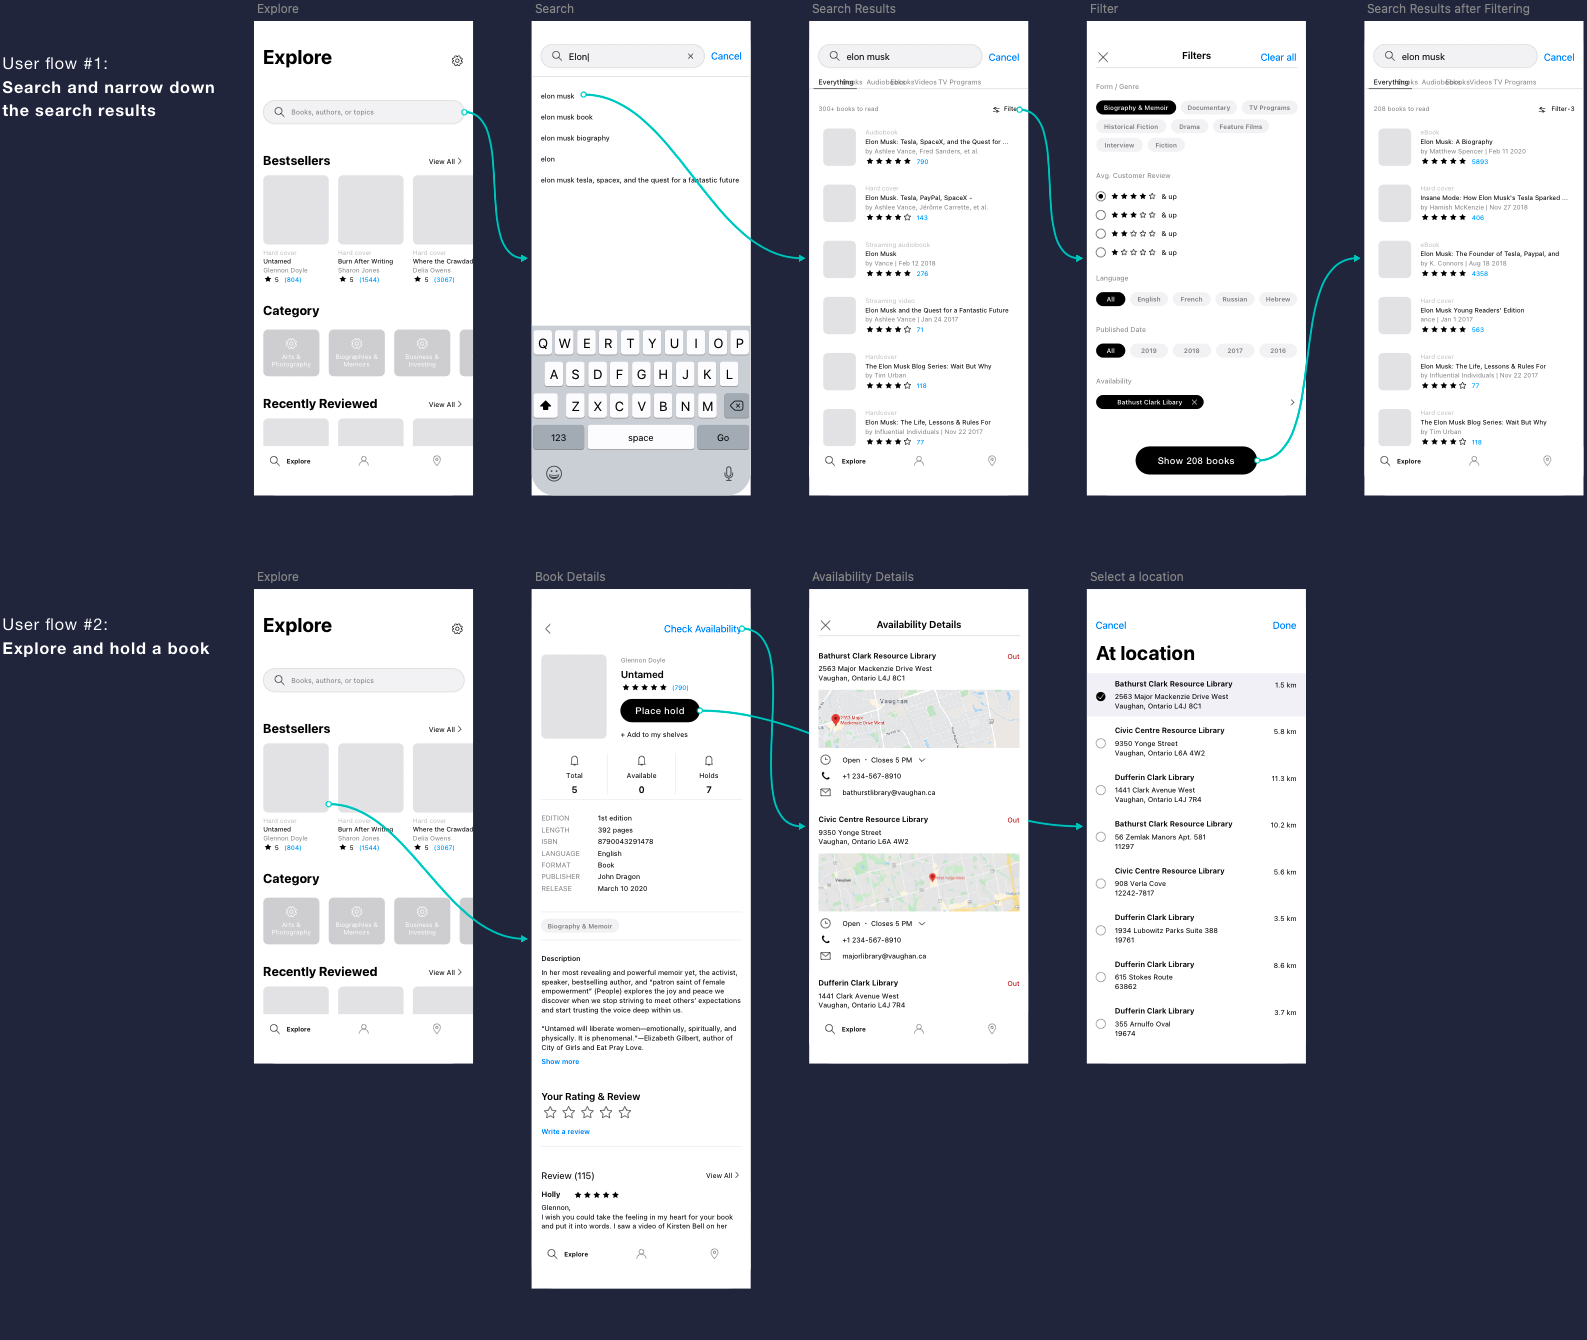 User flow #1:
Search and narrow down
the search results
Explore
Explore
Books, authors, or topics
Bestsellers
View All
Hard cover
Untamed
Glennon Doyle
5 (804)
Hard cover
Burn After Writing
Sharon Jones
5 (1544)
Hard cover
Where the Crawdad
Delia Owens
5 (3067)
Category
Arts &
Photography
Biographies &
Memoirs
Business &
Investing
Recently Reviewed
View All
Explore
Search
Elon
Cancel
elon musk
elon musk book
elon musk biography
elon
elon musk tesla, spacex, and the quest for a fantastic future
Q W E R T Y U I O P
A S D F G H J K L
Z X C V B N M
123
space
Go
Search Results
elon musk
Cancel
Everything Books Audiobooks Ebooks Videos TV Programs
300+ books to read
Filter
Audiobook
Elon Musk: Tesla, SpaceX, and the Quest for ...
by Ashlee Vance, Fred Sanders, et al.
790
Hard cover
Elon Musk. Tesla, PayPal, SpaceX -
by Ashlee Vance, Jérôme Carrette, et al.
143
Streaming audiobook
Elon Musk
by Vance | Feb 12 2018
276
Streaming video
Elon Musk and the Quest for a Fantastic Future
by Ashlee Vance | Jan 24 2017
71
Hardcover
The Elon Musk Blog Series: Wait But Why
by Tim Urban
118
Hardcover
Elon Musk: The Life, Lessons & Rules For
by Influential Individuals | Nov 22 2017
77
Explore
Filter
Filters
Clear all
Form / Genre
Biography & Memoir
Documentary
TV Programs
Historical Fiction
Drama
Feature Films
Interview
Fiction
Avg. Customer Review
& up
& up
& up
& up
Language
All
English
French
Russian
Hebrew
Published Date
All
2019
2018
2017
2016
Availability
Bathust Clark Libary
Show 208 books
Search Results after Filtering
elon musk
Cancel
Everything Books Audiobooks Ebooks Videos TV Programs
208 books to read
Filter·3
eBook
Elon Musk: A Biography
by Matthew Spencer | Feb 11 2020
5893
Hard cover
Insane Mode: How Elon Musk's Tesla Sparked ...
by Hamish McKenzie | Nov 27 2018
406
eBook
Elon Musk: The Founder of Tesla, Paypal, and
by K. Connors | Aug 18 2018
4358
Hard cover
Elon Musk Young Readers' Edition
ance | Jan 1 2017
563
Hard cover
Elon Musk: The Life, Lessons & Rules For
by Influential Individuals | Nov 22 2017
77
Hard cover
The Elon Musk Blog Series: Wait But Why
by Tim Urban
118
Explore
User flow #2:
Explore and hold a book
Explore
Explore
Books, authors, or topics
Bestsellers
View All
Hard cover
Untamed
Glennon Doyle
5 (804)
Hard cover
Burn After Writing
Sharon Jones
5 (1544)
Hard cover
Where the Crawdad
Delia Owens
5 (3067)
Category
Arts &
Photography
Biographies &
Memoirs
Business &
Investing
Recently Reviewed
View All
Explore
Book Details
Check Availability
Glennon Doyle
Untamed
(790)
Place hold
+ Add to my shelves
Total
5
Available
0
Holds
7
EDITION 1st edition
LENGTH 392 pages
ISBN 8790043291478
LANGUAGE English
FORMAT Book
PUBLISHER John Dragon
RELEASE March 10 2020
Biography & Memoir
Description
In her most revealing and powerful memoir yet, the activist,
speaker, bestselling author, and “patron saint of female
empowerment” (People) explores the joy and peace we
discover when we stop striving to meet others' expectations
and start trusting the voice deep within us.
“Untamed will liberate women—emotionally, spiritually, and
physically. It is phenomenal.”—Elizabeth Gilbert, author of
City of Girls and Eat Pray Love.
Show more
Your Rating & Review
Write a review
Review (115)
View All
Holly
Glennon,
I wish you could take the feeling in my heart for your book
and put it into words. I saw a video of Kirsten Bell on her
Explore
Availability Details
Availability Details
Bathurst Clark Resource Library
Out
2563 Major Mackenzie Drive West
Vaughan, Ontario L4J 8C1
Vaughan
2563 Major
Mackenzie Drive West
Open · Closes 5 PM
+1 234-567-8910
bathurstlibrary@vaughan.ca
Civic Centre Resource Library
Out
9350 Yonge Street
Vaughan, Ontario L6A 4W2
Vaughan
Open · Closes 5 PM
+1 234-567-8910
majorlibrary@vaughan.ca
Dufferin Clark Library
Out
1441 Clark Avenue West
Vaughan, Ontario L4J 7R4
Explore
Select a location
Cancel
Done
At location
Bathurst Clark Resource Library
1.5 km
2563 Major Mackenzie Drive West
Vaughan, Ontario L4J 8C1
Civic Centre Resource Library
5.8 km
9350 Yonge Street
Vaughan, Ontario L6A 4W2
Dufferin Clark Library
11.3 km
1441 Clark Avenue West
Vaughan, Ontario L4J 7R4
Bathurst Clark Resource Library
10.2 km
56 Zemlak Manors Apt. 581
11297
Civic Centre Resource Library
5.6 km
908 Verla Cove
12242-7817
Dufferin Clark Library
3.5 km
1934 Lubowitz Parks Suite 388
19761
Dufferin Clark Library
8.6 km
615 Stokes Route
63862
Dufferin Clark Library
3.7 km
355 Arnulfo Oval
19674